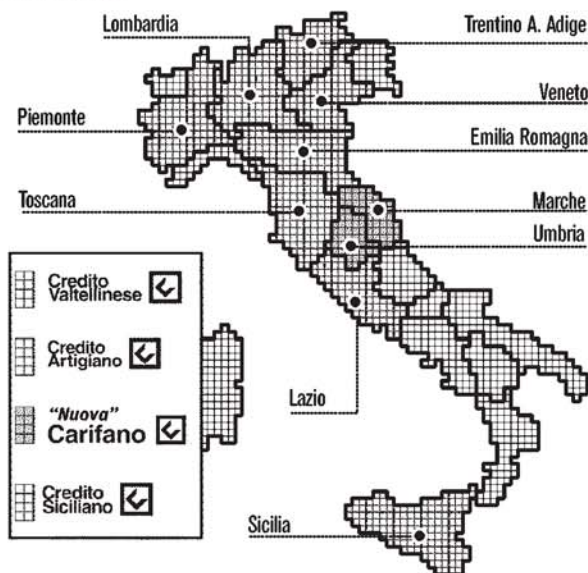 Lombardia
Trentino A. Adige
Veneto
Piemonte
Emilia Romagna
Toscana
Marche
Umbria
Credito
Valtellinese
Credito
Artigiano
"Nuova"
Carifano
Lazio
Credito
Siciliano
Sicilia